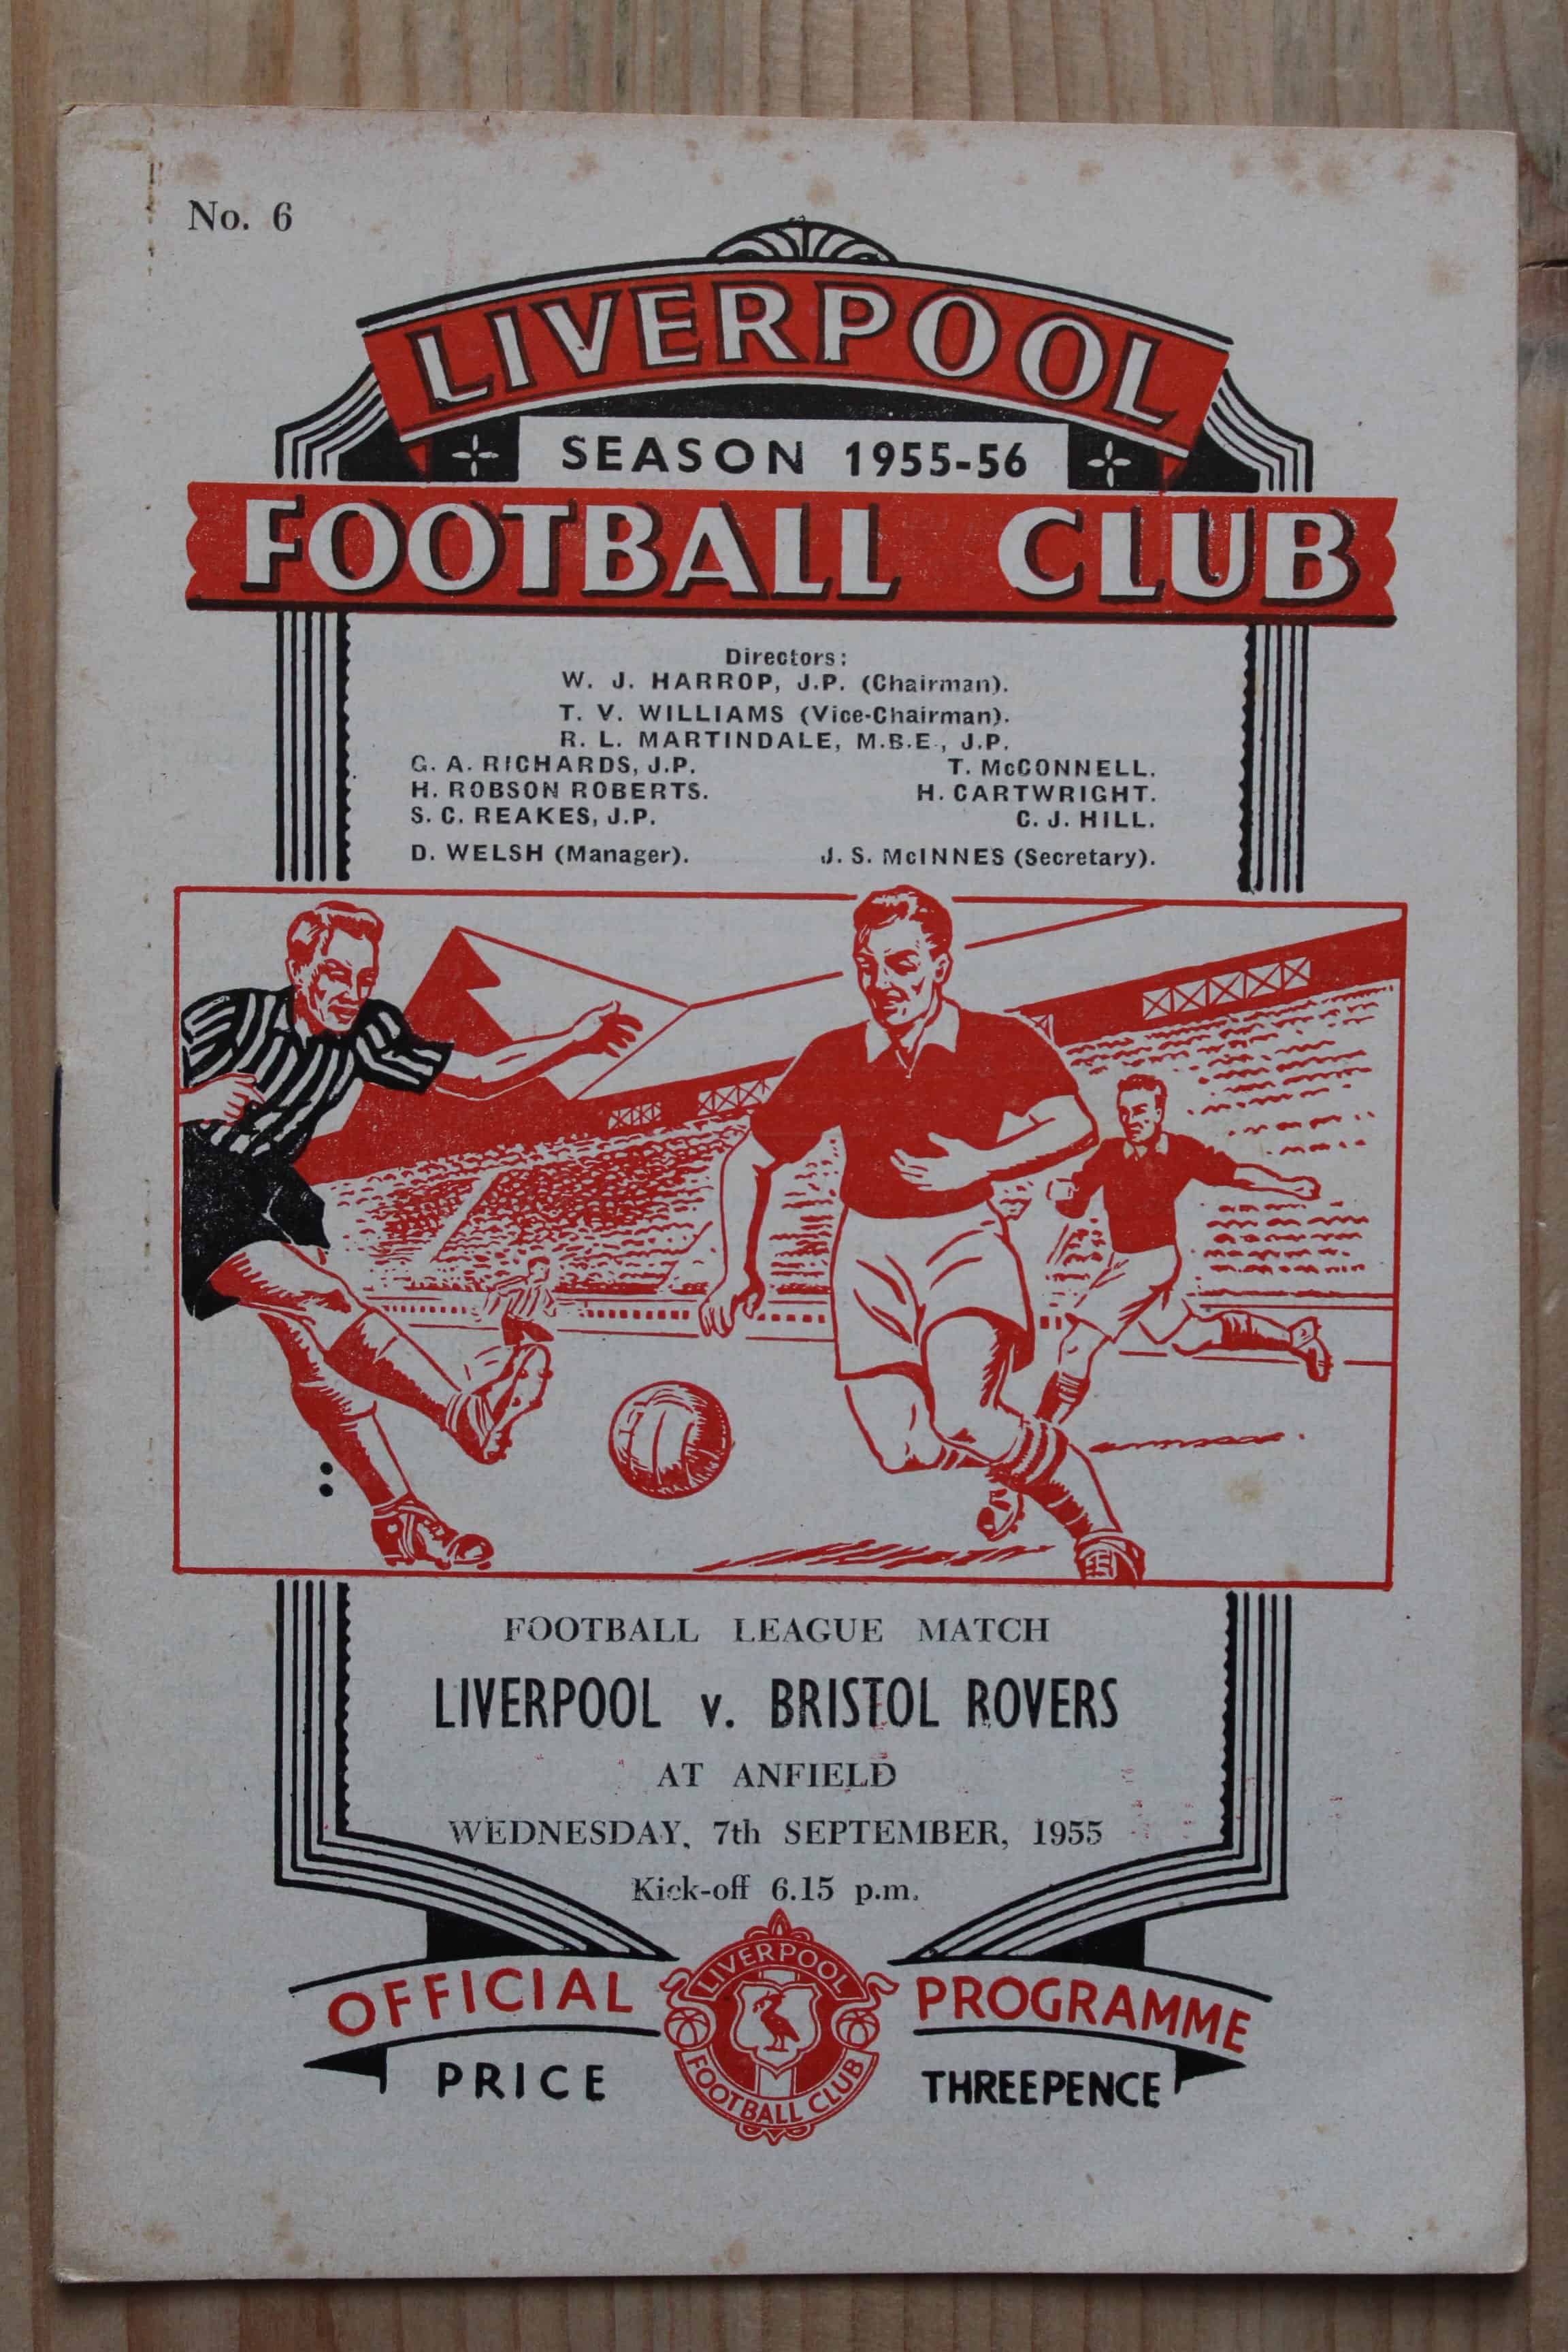 No. 6
LIVERPOOL
SEASON 1955-56
FOOTBALL CLUB
Directors:
W. J. HARROP, J.P. (Chairman).
T. V. WILLIAMS (Vice-Chairman).
R. L. MARTINDALE, M.B.E., J.P.
G. A. RICHARDS, J.P. T. McCONNELL.
H. ROBSON ROBERTS. H. CARTWRIGHT.
S. C. REAKES, J.P. C. J. HILL.
D. WELSH (Manager). J. S. McINNES (Secretary).
FOOTBALL LEAGUE MATCH
LIVERPOOL v. BRISTOL ROVERS
AT ANFIELD
WEDNESDAY, 7th SEPTEMBER, 1955
Kick-off 6.15 p.m.
OFFICIAL PROGRAMME
LIVERPOOL
FOOTBALL CLUB
PRICE THREEPENCE